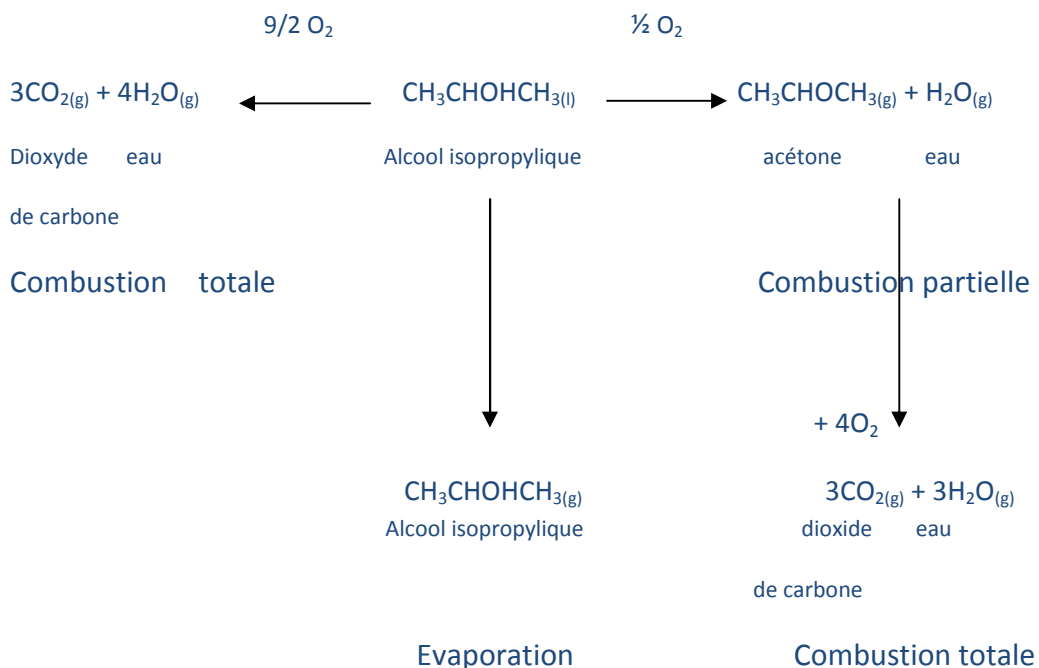 9/2 O₂ ½ O₂
3CO₂(g) + 4H₂O(g) CH₃CHOHCH₃(l) CH₃CHOCH₃(g) + H₂O(g)
Dioxyde eau Alcool isopropylique acétone eau
de carbone
Combustion totale Combustion partielle
+ 4O₂
CH₃CHOHCH₃(g) 3CO₂(g) + 3H₂O(g)
Alcool isopropylique dioxide eau
de carbone
Evaporation Combustion totale